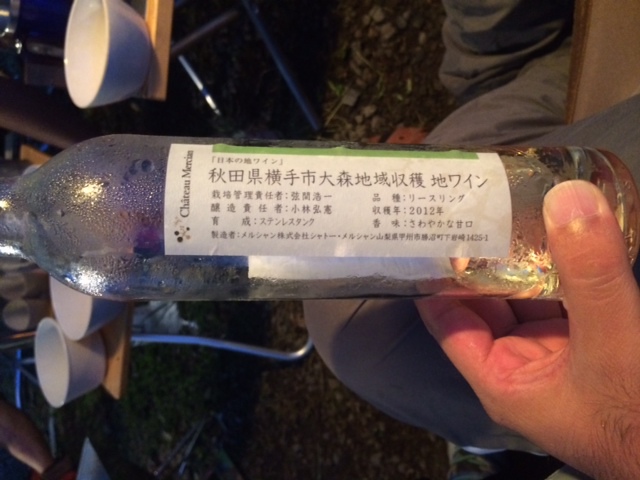 Château Mercian
『日本の地ワイン』
秋田県横手市大森地域収穫 地ワイン
栽培管理責任者:弦間浩一 品種:リースリング
醸造責任者:小林弘憲 収穫年:2012年
育成:ステンレスタンク 香味:さわやかな甘口
製造者:メルシャン株式会社シャトー・メルシャン山梨県甲州市勝沼町下岩崎1425-1